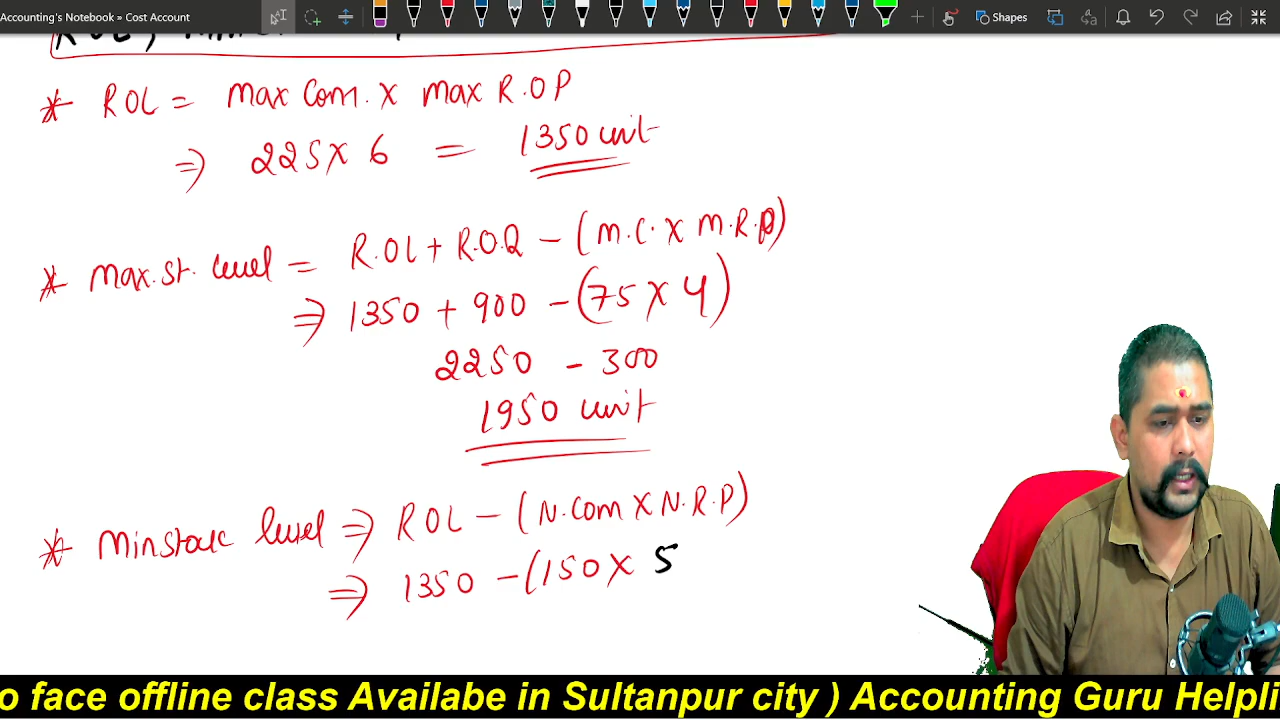 Accounting's Notebook » Cost Account
Shapes
* ROL = max Com. X max R.OP
⇒ 225 X 6 = 1350 unit
* Max. St. level = R.OL + R.O.Q – (M.C. X M.R.P)
⇒ 1350 + 900 – (75 X 4)
2250 - 300
1950 unit
* Min stock level ⇒ ROL – (N.Com X N.R.P)
⇒ 1350 – (150 X 5
o face offline class Availabe in Sultanpur city ) Accounting Guru Helpli